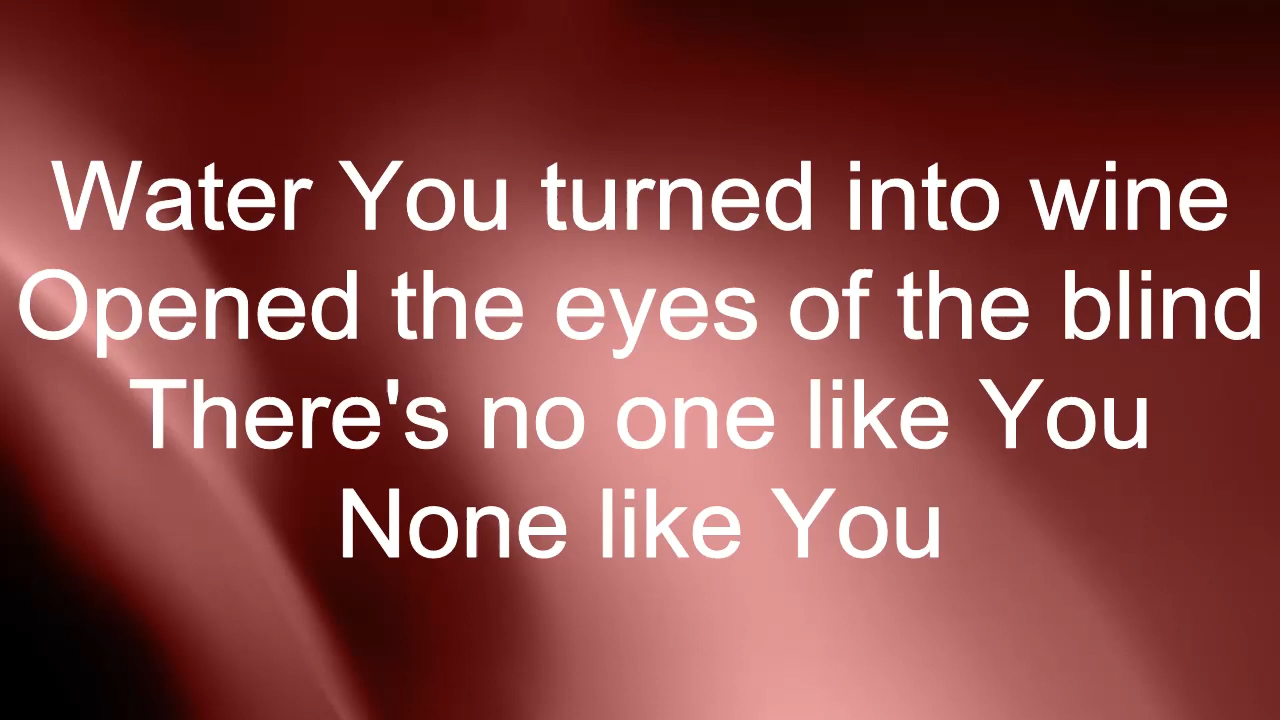 Water You turned into wine
Opened the eyes of the blind
There's no one like You
None like You